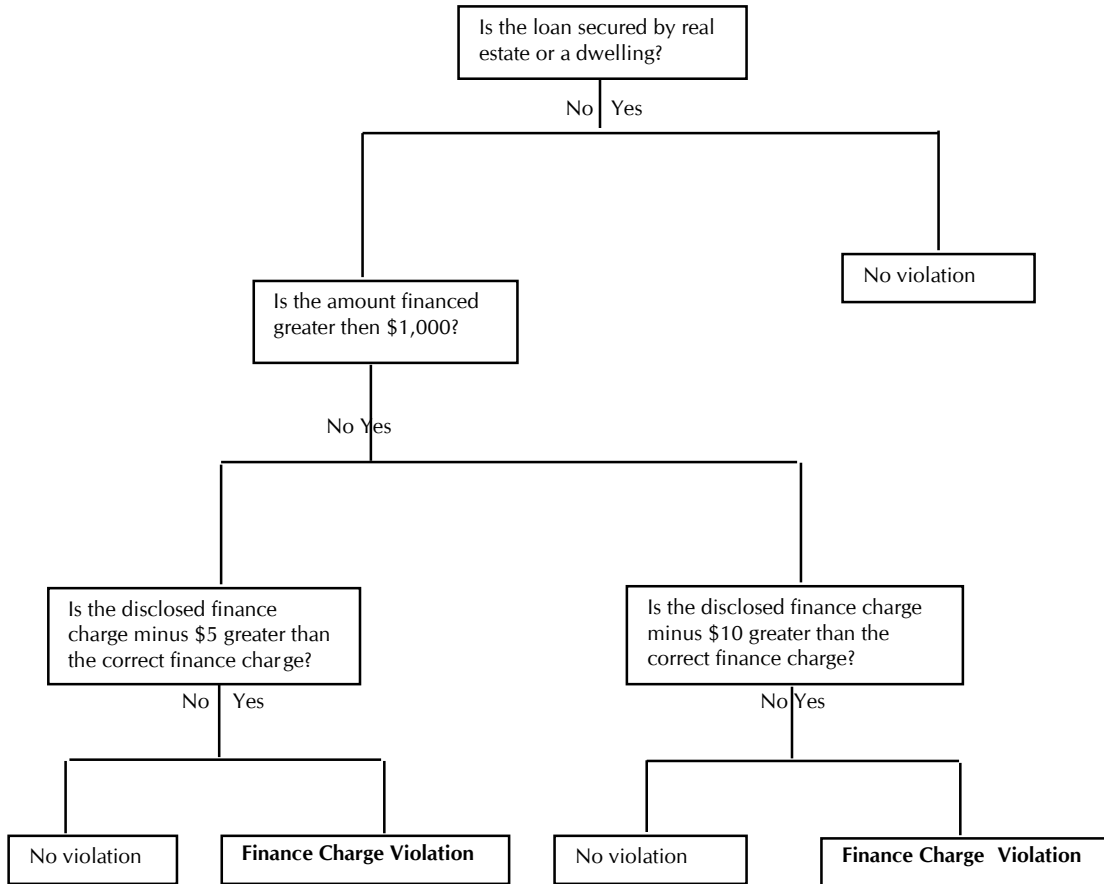 Is the loan secured by real
estate or a dwelling?
No Yes
No violation
Is the amount financed
greater then $1,000?
No Yes
Is the disclosed finance
charge minus $5 greater than
the correct finance charge?
Is the disclosed finance charge
minus $10 greater than the
correct finance charge?
No Yes
No Yes
No violation
Finance Charge Violation
No violation
Finance Charge Violation